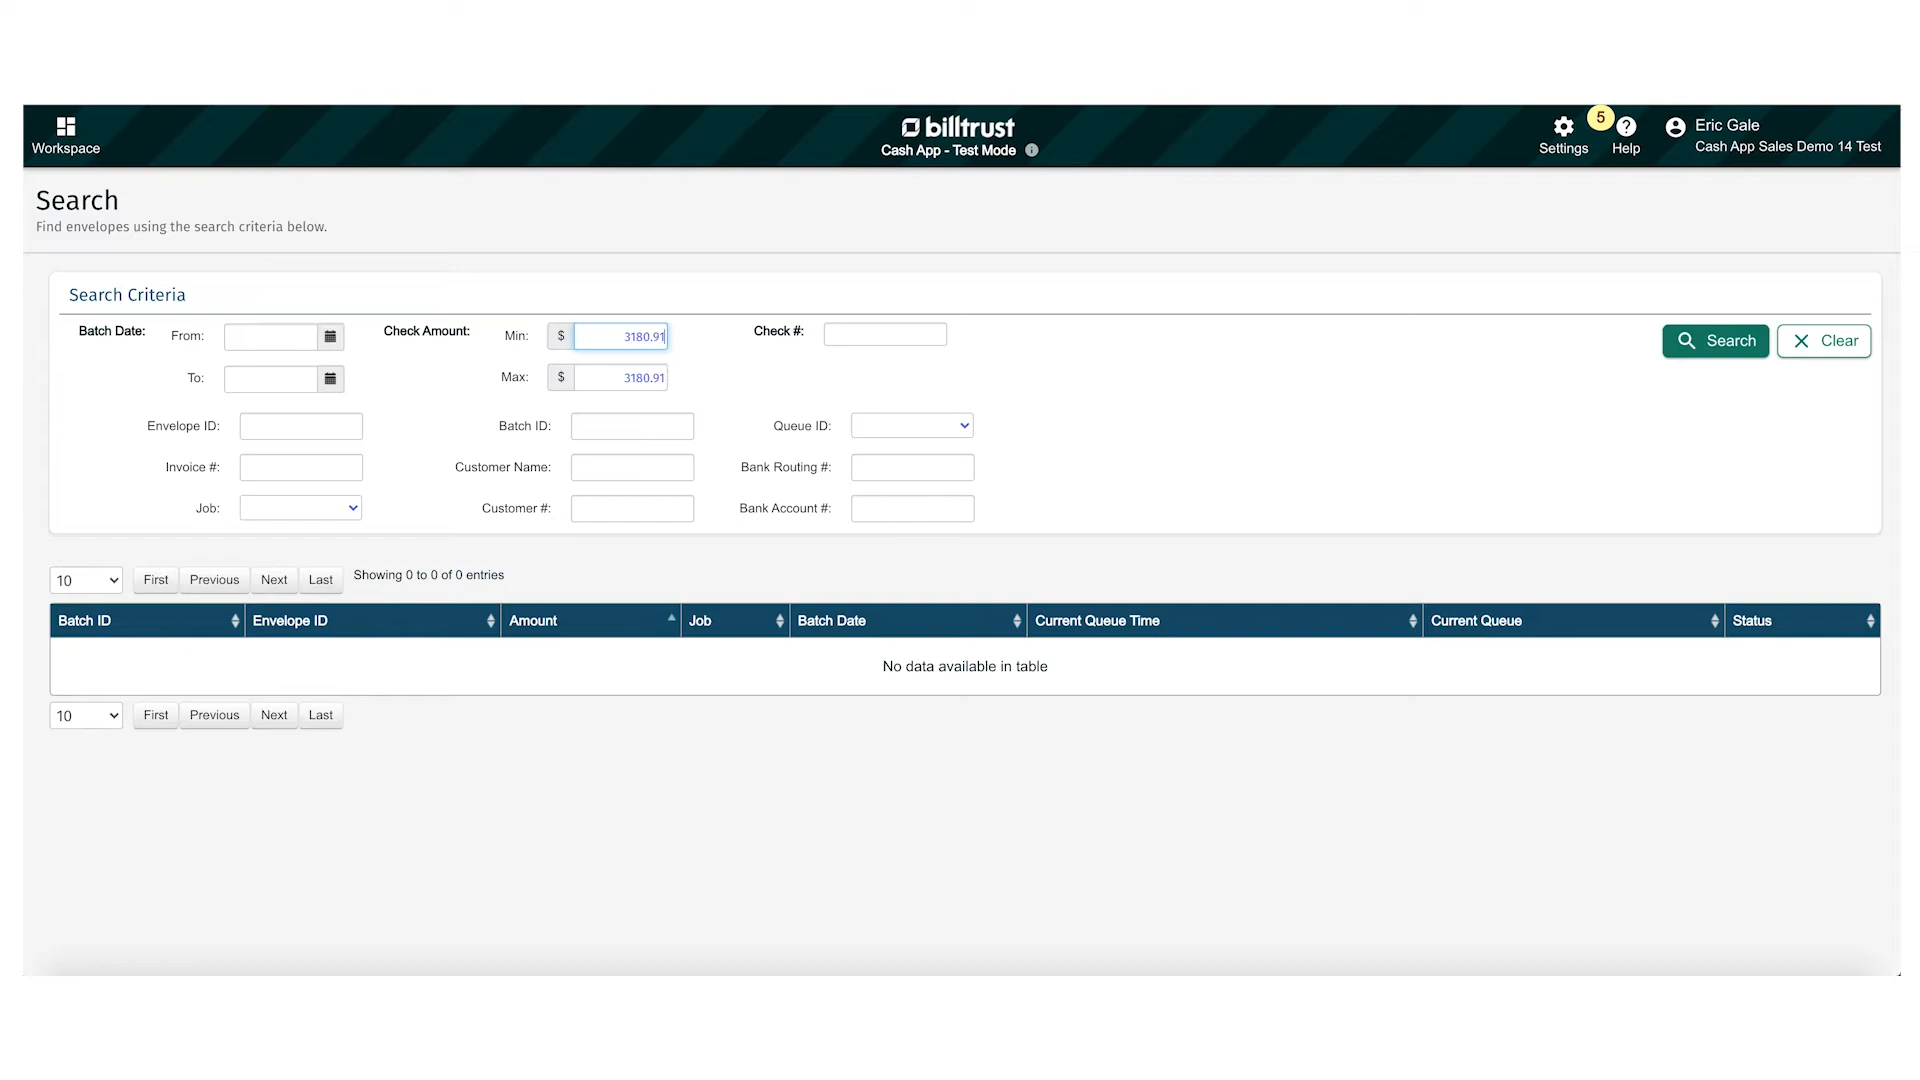 Workspace
billtrust
Cash App - Test Mode
Settings
5
Help
Eric Gale
Cash App Sales Demo 14 Test
Search
Find envelopes using the search criteria below.
Search Criteria
Batch Date: From: Check Amount: Min: $ 3180.91 Check #: Search Clear
To: Max: $ 3180.91
Envelope ID: Batch ID: Queue ID:
Invoice #: Customer Name: Bank Routing #:
Job: Customer #: Bank Account #:
10 First Previous Next Last Showing 0 to 0 of 0 entries
Batch ID Envelope ID Amount Job Batch Date Current Queue Time Current Queue Status
No data available in table
10 First Previous Next Last